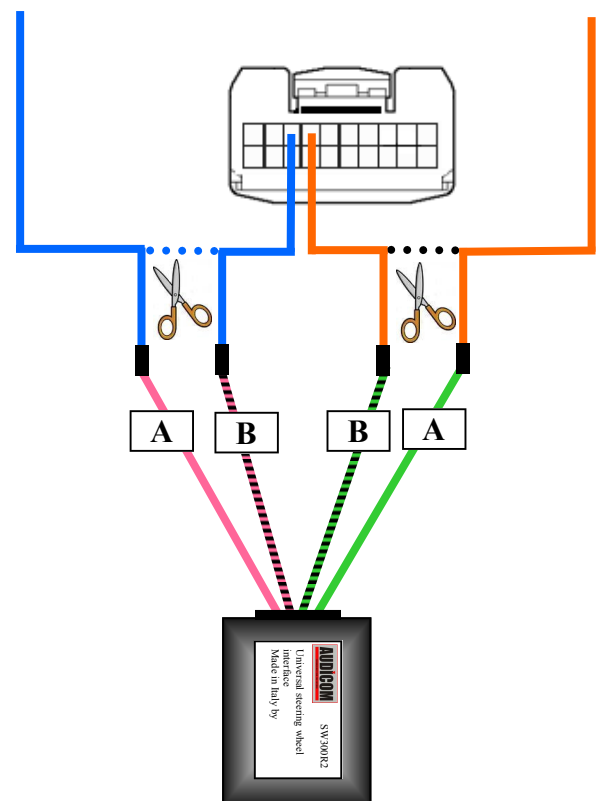 A
B
B
A
AUDICOM
SW300R2
Universal steering wheel
interface
Made in Italy by